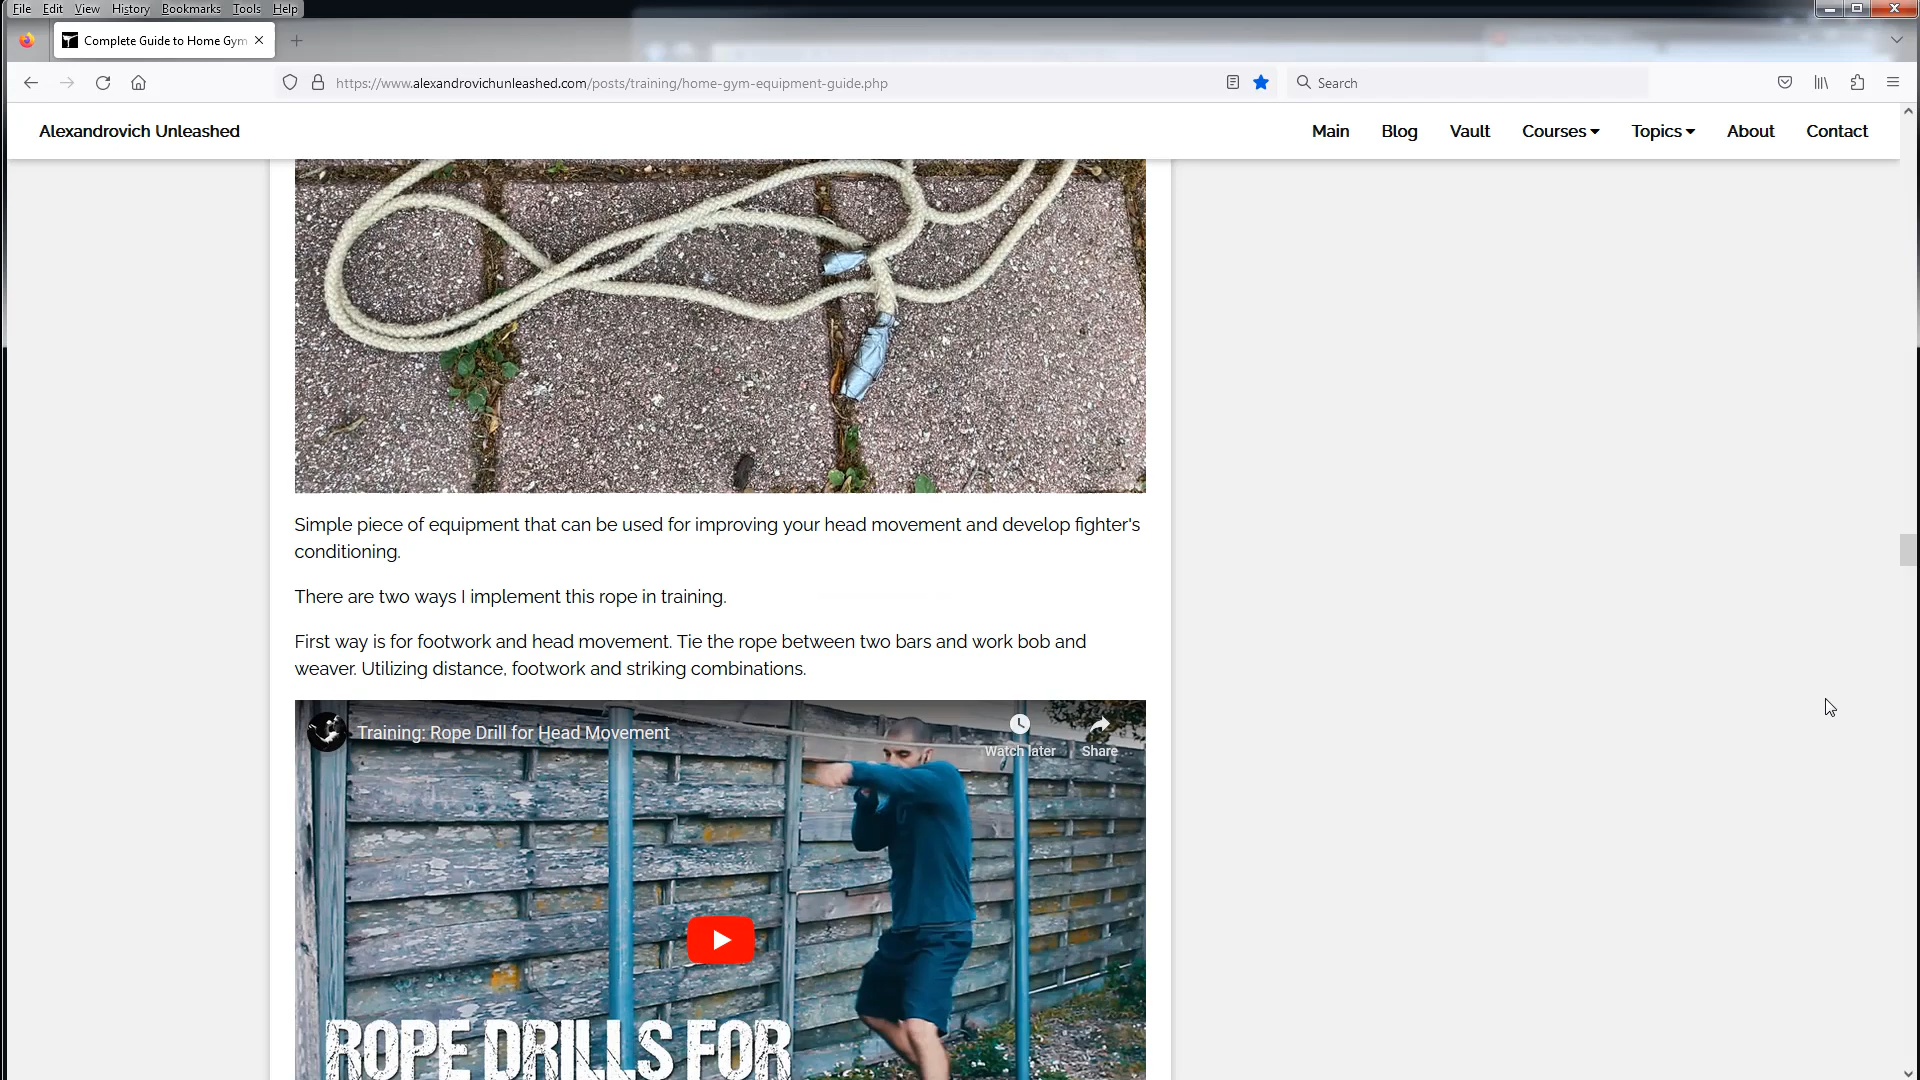 File Edit View History Bookmarks Tools Help
Complete Guide to Home Gym
https://www.alexandrovichunleashed.com/posts/training/home-gym-equipment-guide.php
Search
Alexandrovich Unleashed
Main Blog Vault Courses Topics About Contact
Simple piece of equipment that can be used for improving your head movement and develop fighter's
conditioning.
There are two ways I implement this rope in training.
First way is for footwork and head movement. Tie the rope between two bars and work bob and
weaver. Utilizing distance, footwork and striking combinations.
Training: Rope Drill for Head Movement
Watch later Share
ROPE DRILLS FOR